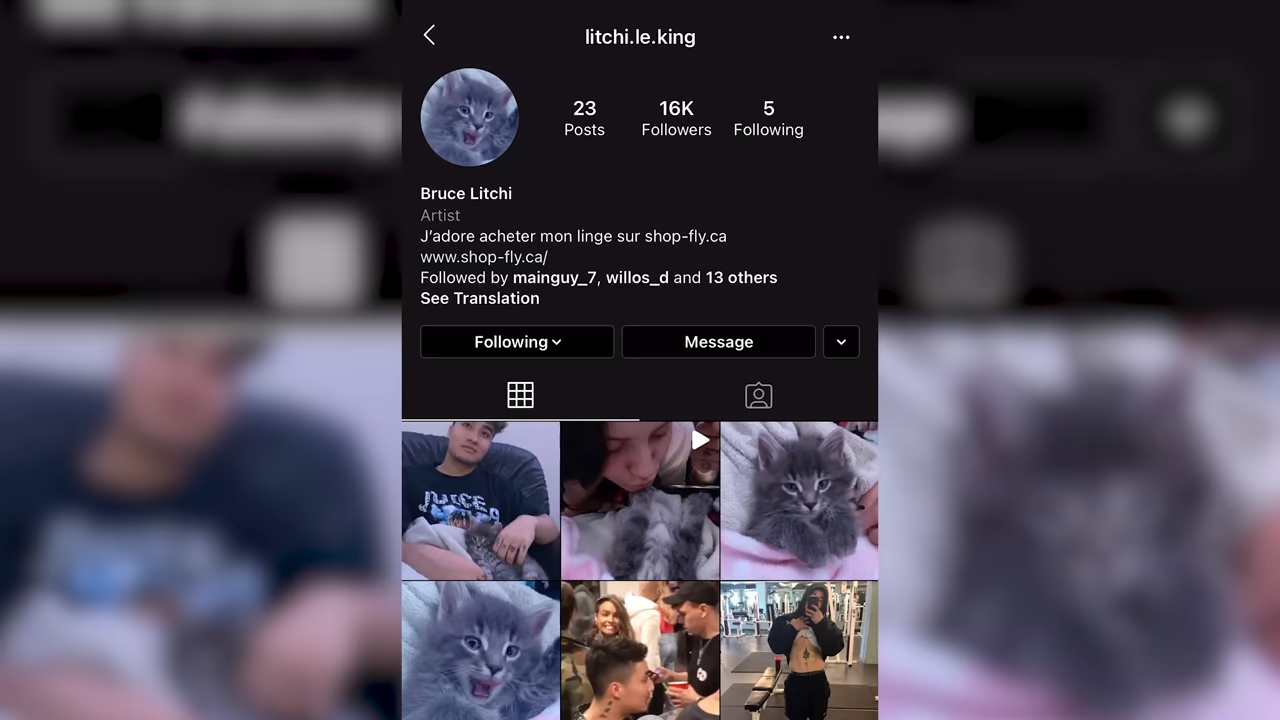 litchi.le.king
23 16K 5
Posts Followers Following
Bruce Litchi
Artist
J'adore acheter mon linge sur shop-fly.ca
www.shop-fly.ca/
Followed by mainguy_7, willos_d and 13 others
See Translation
Following Message
JUICE